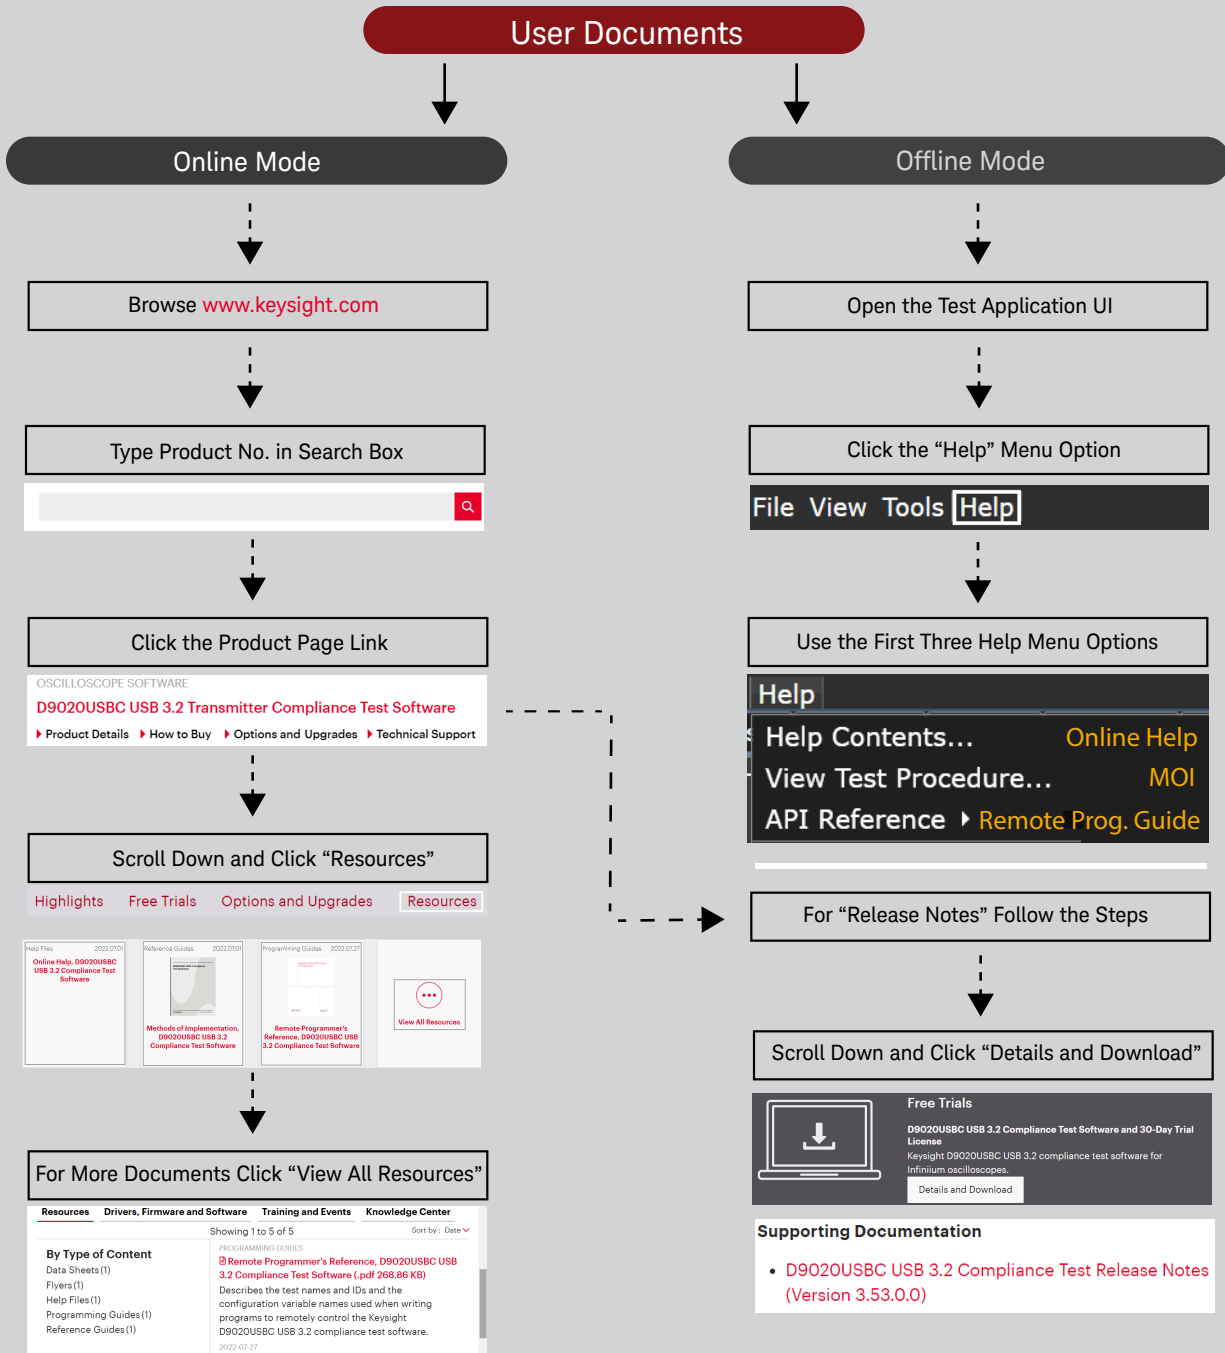 User Documents
Online Mode
Browse www.keysight.com
Type Product No. in Search Box
Click the Product Page Link
OSCILLOSCOPE SOFTWARE
D9020USBC USB 3.2 Transmitter Compliance Test Software
Product Details How to Buy Options and Upgrades Technical Support
Scroll Down and Click “Resources”
Highlights Free Trials Options and Upgrades Resources
Help Files 2022.07.01
Online Help, D9020USBC
USB 3.2 Compliance Test
Software
Reference Guides 2022.07.01
Methods of Implementation,
D9020USBC USB 3.2
Compliance Test Software
Programming Guides 2022.07.27
Remote Programmer's
Reference, D9020USBC USB
3.2 Compliance Test Software
View All Resources
For More Documents Click “View All Resources”
Resources Drivers, Firmware and Software Training and Events Knowledge Center
Showing 1 to 5 of 5 Sort by : Date
By Type of Content
Data Sheets (1)
Flyers (1)
Help Files (1)
Programming Guides (1)
Reference Guides (1)
PROGRAMMING GUIDES
Remote Programmer's Reference, D9020USBC USB
3.2 Compliance Test Software (.pdf 268.86 KB)
Describes the test names and IDs and the
configuration variable names used when writing
programs to remotely control the Keysight
D9020USBC USB 3.2 compliance test software.
2022-07-27
Offline Mode
Open the Test Application UI
Click the “Help” Menu Option
File View Tools Help
Use the First Three Help Menu Options
Help
Help Contents... Online Help
View Test Procedure... MOI
API Reference Remote Prog. Guide
For “Release Notes” Follow the Steps
Scroll Down and Click “Details and Download”
Free Trials
D9020USBC USB 3.2 Compliance Test Software and 30-Day Trial
License
Keysight D9020USBC USB 3.2 compliance test software for
Infiniium oscilloscopes.
Details and Download
Supporting Documentation
• D9020USBC USB 3.2 Compliance Test Release Notes
(Version 3.53.0.0)